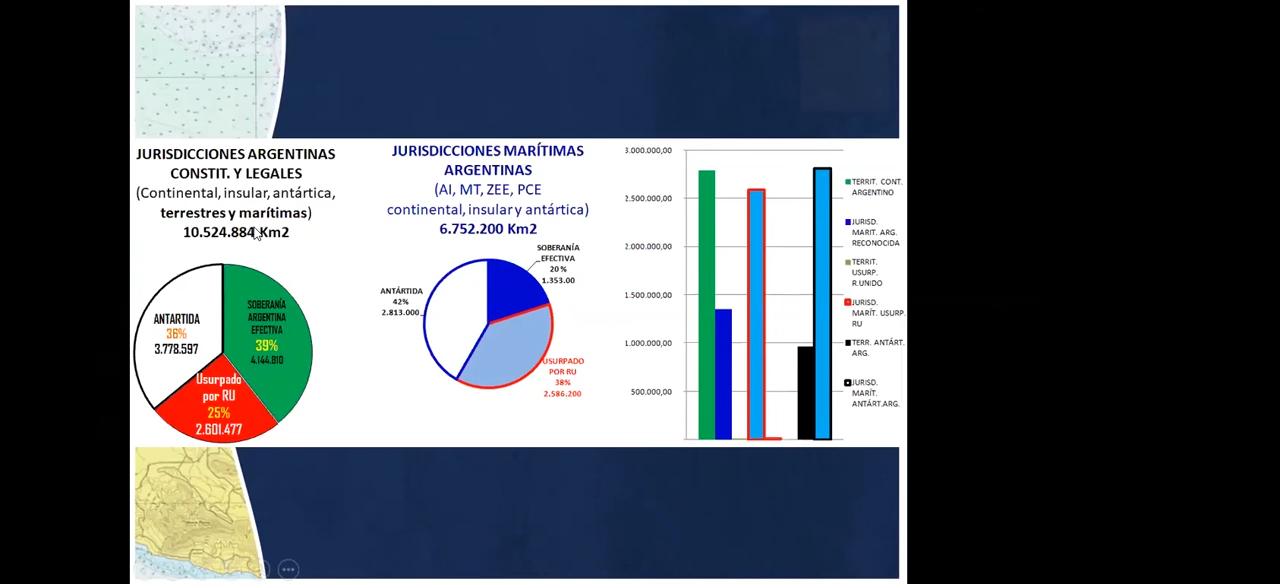 JURISDICCIONES ARGENTINAS
CONSTIT. Y LEGALES
(Continental, insular, antártica,
terrestres y marítimas)
10.524.884 Km2
ANTARTIDA
36%
3.778.597
SOBERANÍA
ARGENTINA
EFECTIVA
39%
4.144.810
Usurpado
por RU
25%
2.601.477
JURISDICCIONES MARÍTIMAS
ARGENTINAS
(AI, MT, ZEE, PCE
continental, insular y antártica)
6.752.200 Km2
SOBERANÍA
EFECTIVA
20 %
1.353.00
ANTÁRTIDA
42%
2.813.000
USURPADO
POR RU
38%
2.586.200
3.000.000,00
2.500.000,00
2.000.000,00
1.500.000,00
1.000.000,00
500.000,00
TERRIT. CONT.
ARGENTINO
JURISD.
MARIT. ARG.
RECONOCIDA
TERRIT.
USURP.
R.UNIDO
JURISD.
MARÍT. USURP.
RU
TERR. ANTÁRT.
ARG.
JURISD.
MARÍT.
ANTÁRT.ARG.